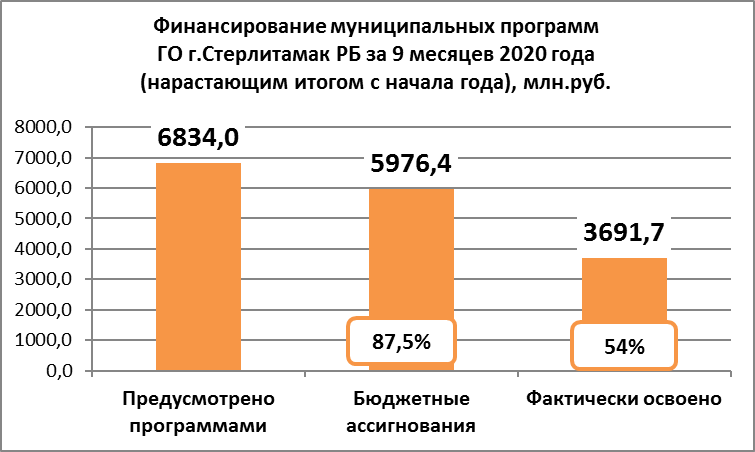 Финансирование муниципальных программ
ГО г.Стерлитамак РБ за 9 месяцев 2020 года
(нарастающим итогом с начала года), млн.руб.
8000,0
7000,0
6000,0
5000,0
4000,0
3000,0
2000,0
1000,0
0,0
6834,0
5976,4
3691,7
87,5%
54%
Предусмотрено
программами
Бюджетные
ассигнования
Фактически освоено